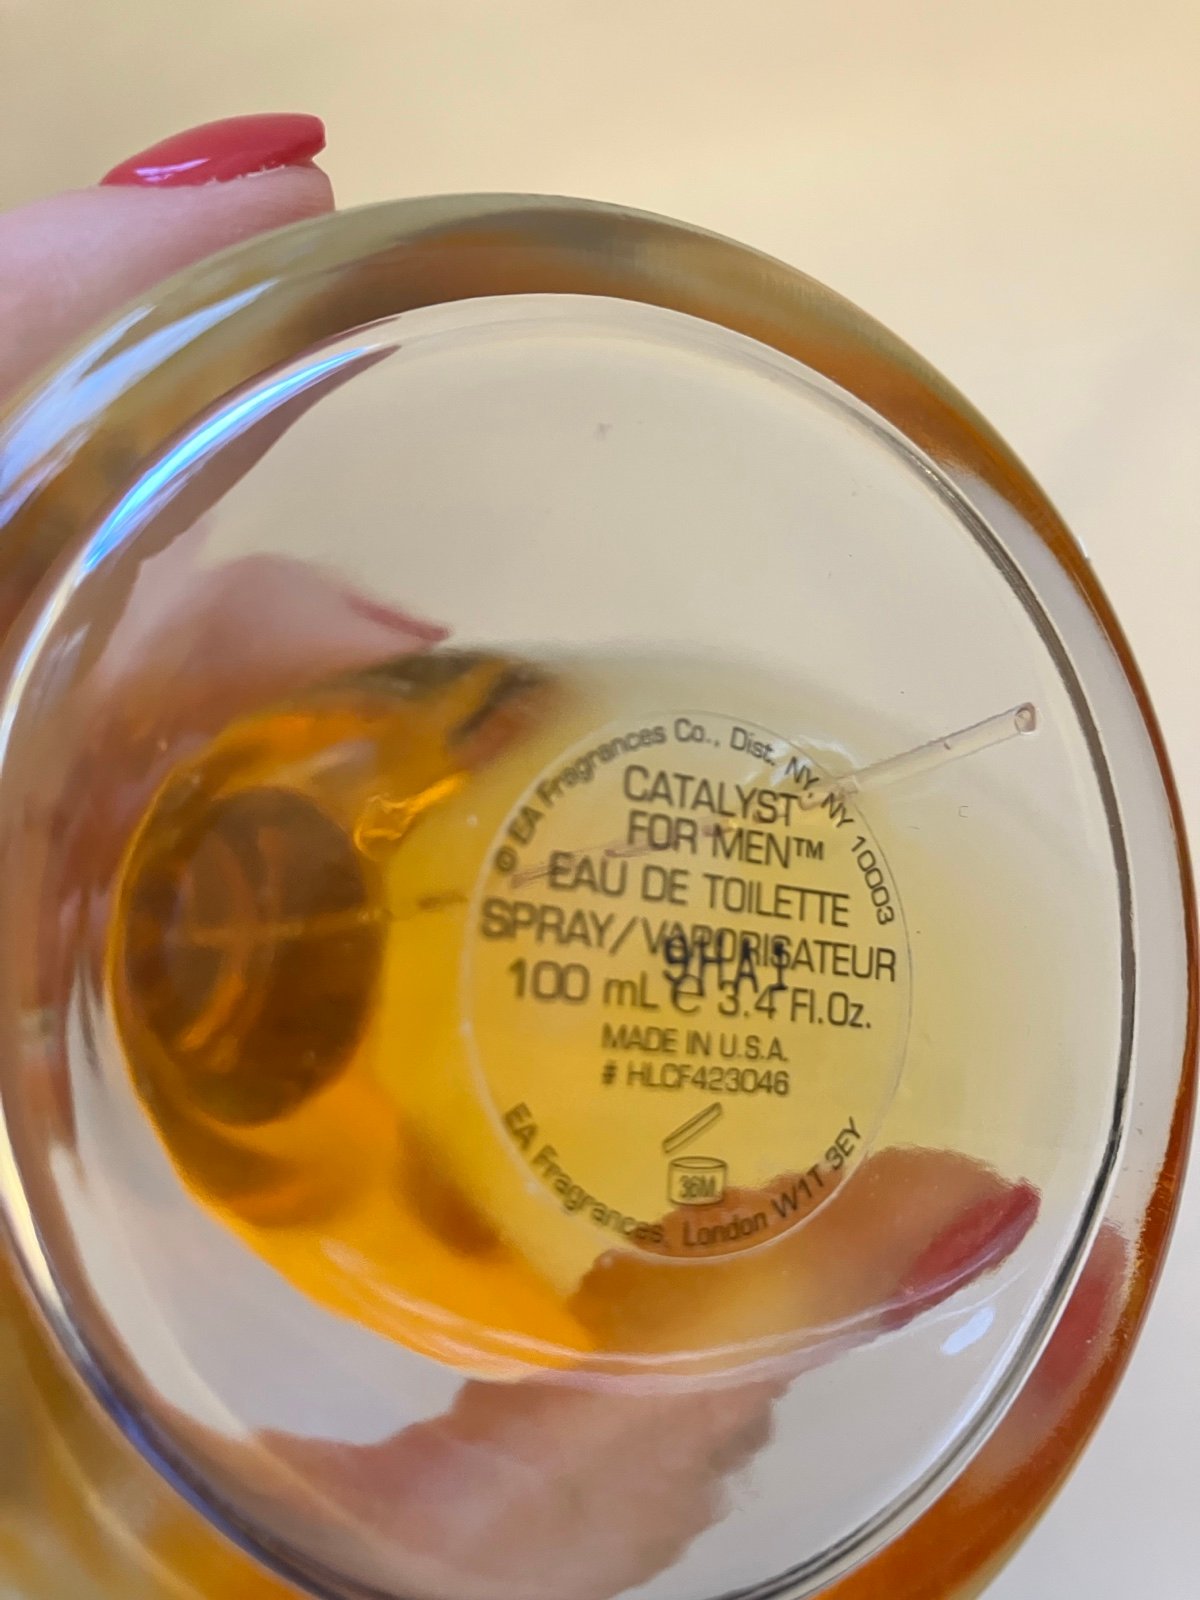 © EA Fragrances Co., Dist. NY, NY 10003
CATALYST
FOR MEN™
EAU DE TOILETTE
SPRAY/VAPORISATEUR
9HA1
100 mL ℮ 3.4 Fl.Oz.
MADE IN U.S.A.
# HLCF423046
36M
EA Fragrances, London W1T 3EY